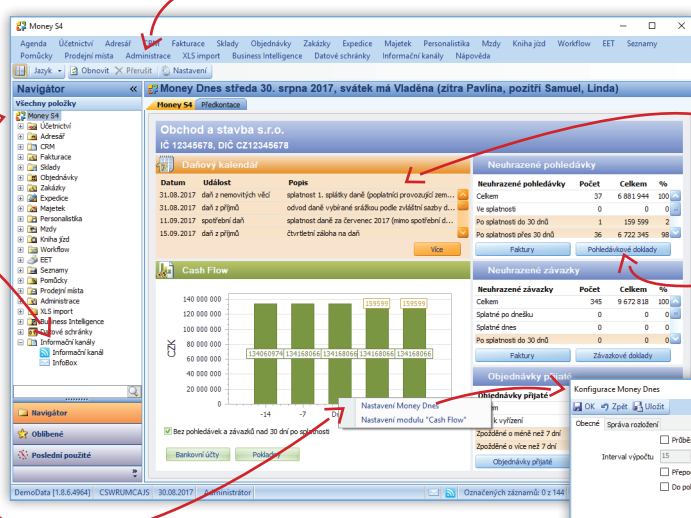 Money S4
Agenda Účetnictví Adresář CRM Fakturace Sklady Objednávky Zakázky Expedice Majetek Personalistika Mzdy Kniha jízd Workflow EET Seznamy
Pomůcky Prodejní místa Administrace XLS import Business Intelligence Datové schránky Informační kanály Nápověda
Jazyk Obnovit Přerušit Nastavení
Navigátor «
Money Dnes středa 30. srpna 2017, svátek má Vladěna (zítra Pavlína, pozítří Samuel, Linda)
Všechny položky
Money S4 Předkontace
Money S4
Účetnictví
Adresář
CRM
Fakturace
Sklady
Objednávky
Zakázky
Expedice
Majetek
Personalistika
Mzdy
Kniha jízd
Workflow
EET
Seznamy
Pomůcky
Prodejní místa
Administrace
XLS import
Business Intelligence
Datové schránky
Informační kanály
Informační kanál
InfoBox
Navigátor
Oblíbené
Poslední použité
Obchod a stavba s.r.o.
IČ 12345678, DIČ CZ12345678
Daňový kalendář
Datum Událost Popis
31.08.2017 daň z nemovitých věcí splatnost 1. splátky daně (poplatníci provozující zem...
31.08.2017 daň z příjmů odvod daně vybírané srážkou podle zvláštní sazby d...
11.09.2017 spotřební daň splatnost daně za červenec 2017 (mimo spotřební d...
15.09.2017 daň z příjmů čtvrtletní záloha na daň
Více
Cash Flow
CZK
140 000 000
120 000 000
100 000 000
80 000 000
60 000 000
40 000 000
20 000 000
0
159599 159599
134060974 134168066 134168066 134168066 134168066
-14 -7
Nastavení Money Dnes
Nastavení modulu "Cash Flow"
Bez pohledávek a závazků nad 30 dní po splatnosti
Bankovní účty Pokladny
Neuhrazené pohledávky
Neuhrazené pohledávky Počet Celkem %
Celkem 37 6 881 944 100
Ve splatnosti 0 0 0
Po splatnosti do 30 dnů 1 159 599 2
Po splatnosti přes 30 dnů 36 6 722 345 98
Faktury Pohledávkové doklady
Neuhrazené závazky
Neuhrazené závazky Počet Celkem %
Celkem 345 9 672 818 100
Splatné po dnešku 0 0 0
Splatné dnes 0 0 0
Po splatnosti do 30 dnů 0 0 0
Faktury Závazkové doklady
Objednávky přijaté
Objednávky přijaté
k vyřízení
Zpožděné o méně než 7 dní
Zpožděné o více než 7 dní
Objednávky přijaté
Konfigurace Money Dnes
OK Zpět Uložit
Obecné Správa rozložení
Interval výpočtu 15
DemoData [1.8.6.4964] CSWRUMCAJS 30.08.2017 Administrátor Označených záznamů: 0 z 144